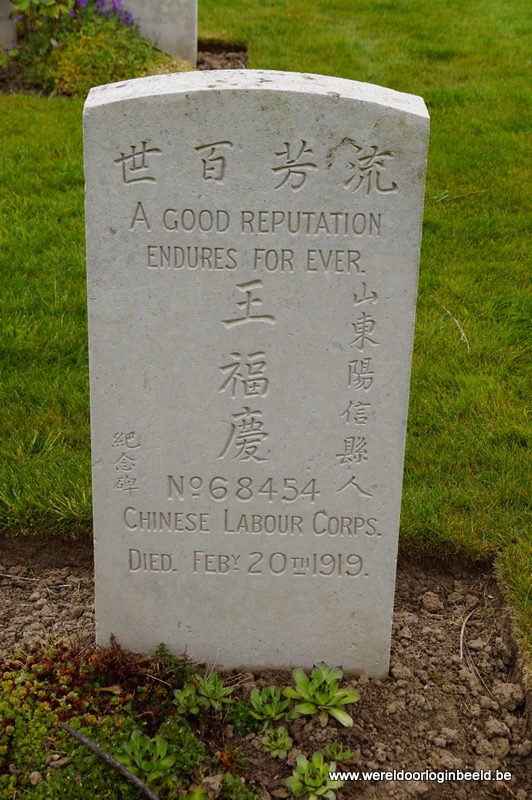 流芳百世
A GOOD REPUTATION
ENDURES FOR EVER.
山東陽信縣人
王福慶
紀念碑
No 68454
CHINESE LABOUR CORPS.
DIED. FEBY 20TH 1919.
www.wereldoorloginbeeld.be